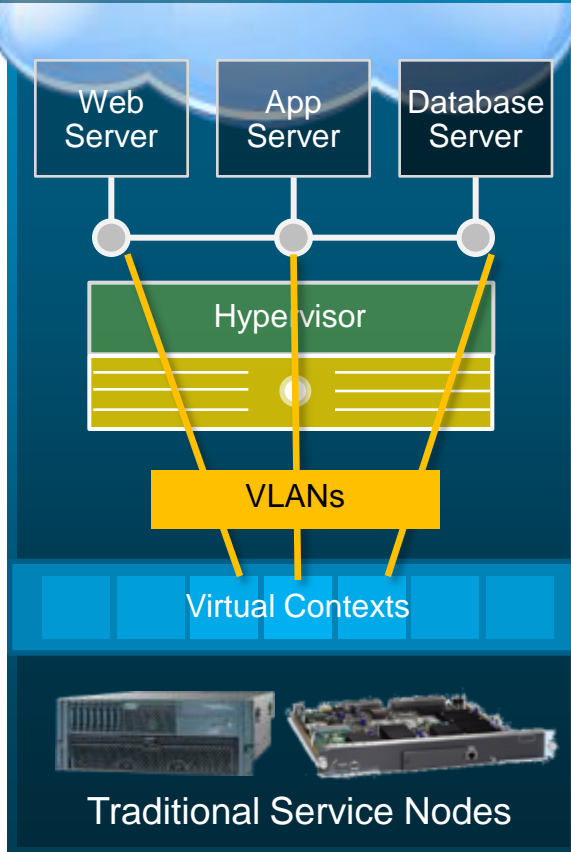 Web
Server
App
Server
Database
Server
Hypervisor
VLANs
Virtual Contexts
Traditional Service Nodes